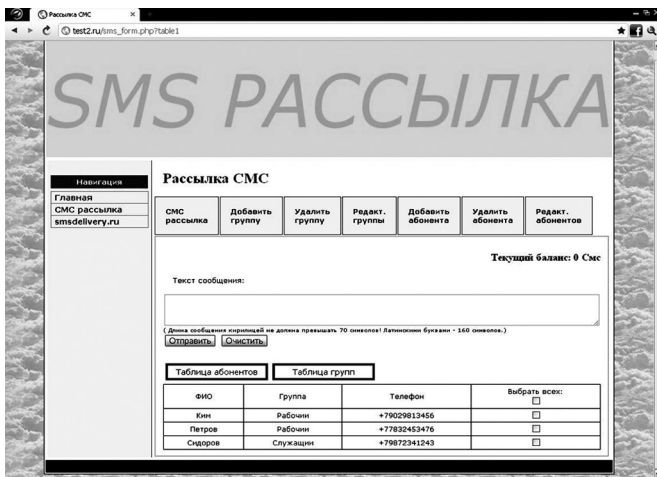 Рассылка СМС
test2.ru/sms_form.php?table1
SMS РАССЫЛКА
Навигация
Главная
СМС рассылка
smsdelivery.ru
Рассылка СМС
СМС рассылка
Добавить группу
Удалить группу
Редакт. группы
Добавить абонента
Удалить абонента
Редакт. абонентов
Текущий баланс: 0 Смс
Текст сообщения:
( Длина сообщения кирилицей не должна превышать 70 символов! Латинскими буквами - 160 символов.)
Отправить Очистить
Таблица абонентов Таблица групп
ФИО Группа Телефон Выбрать всех:
Ким Рабочии +79029813456
Петров Рабочии +77832453476
Сидоров Служащии +79872341243